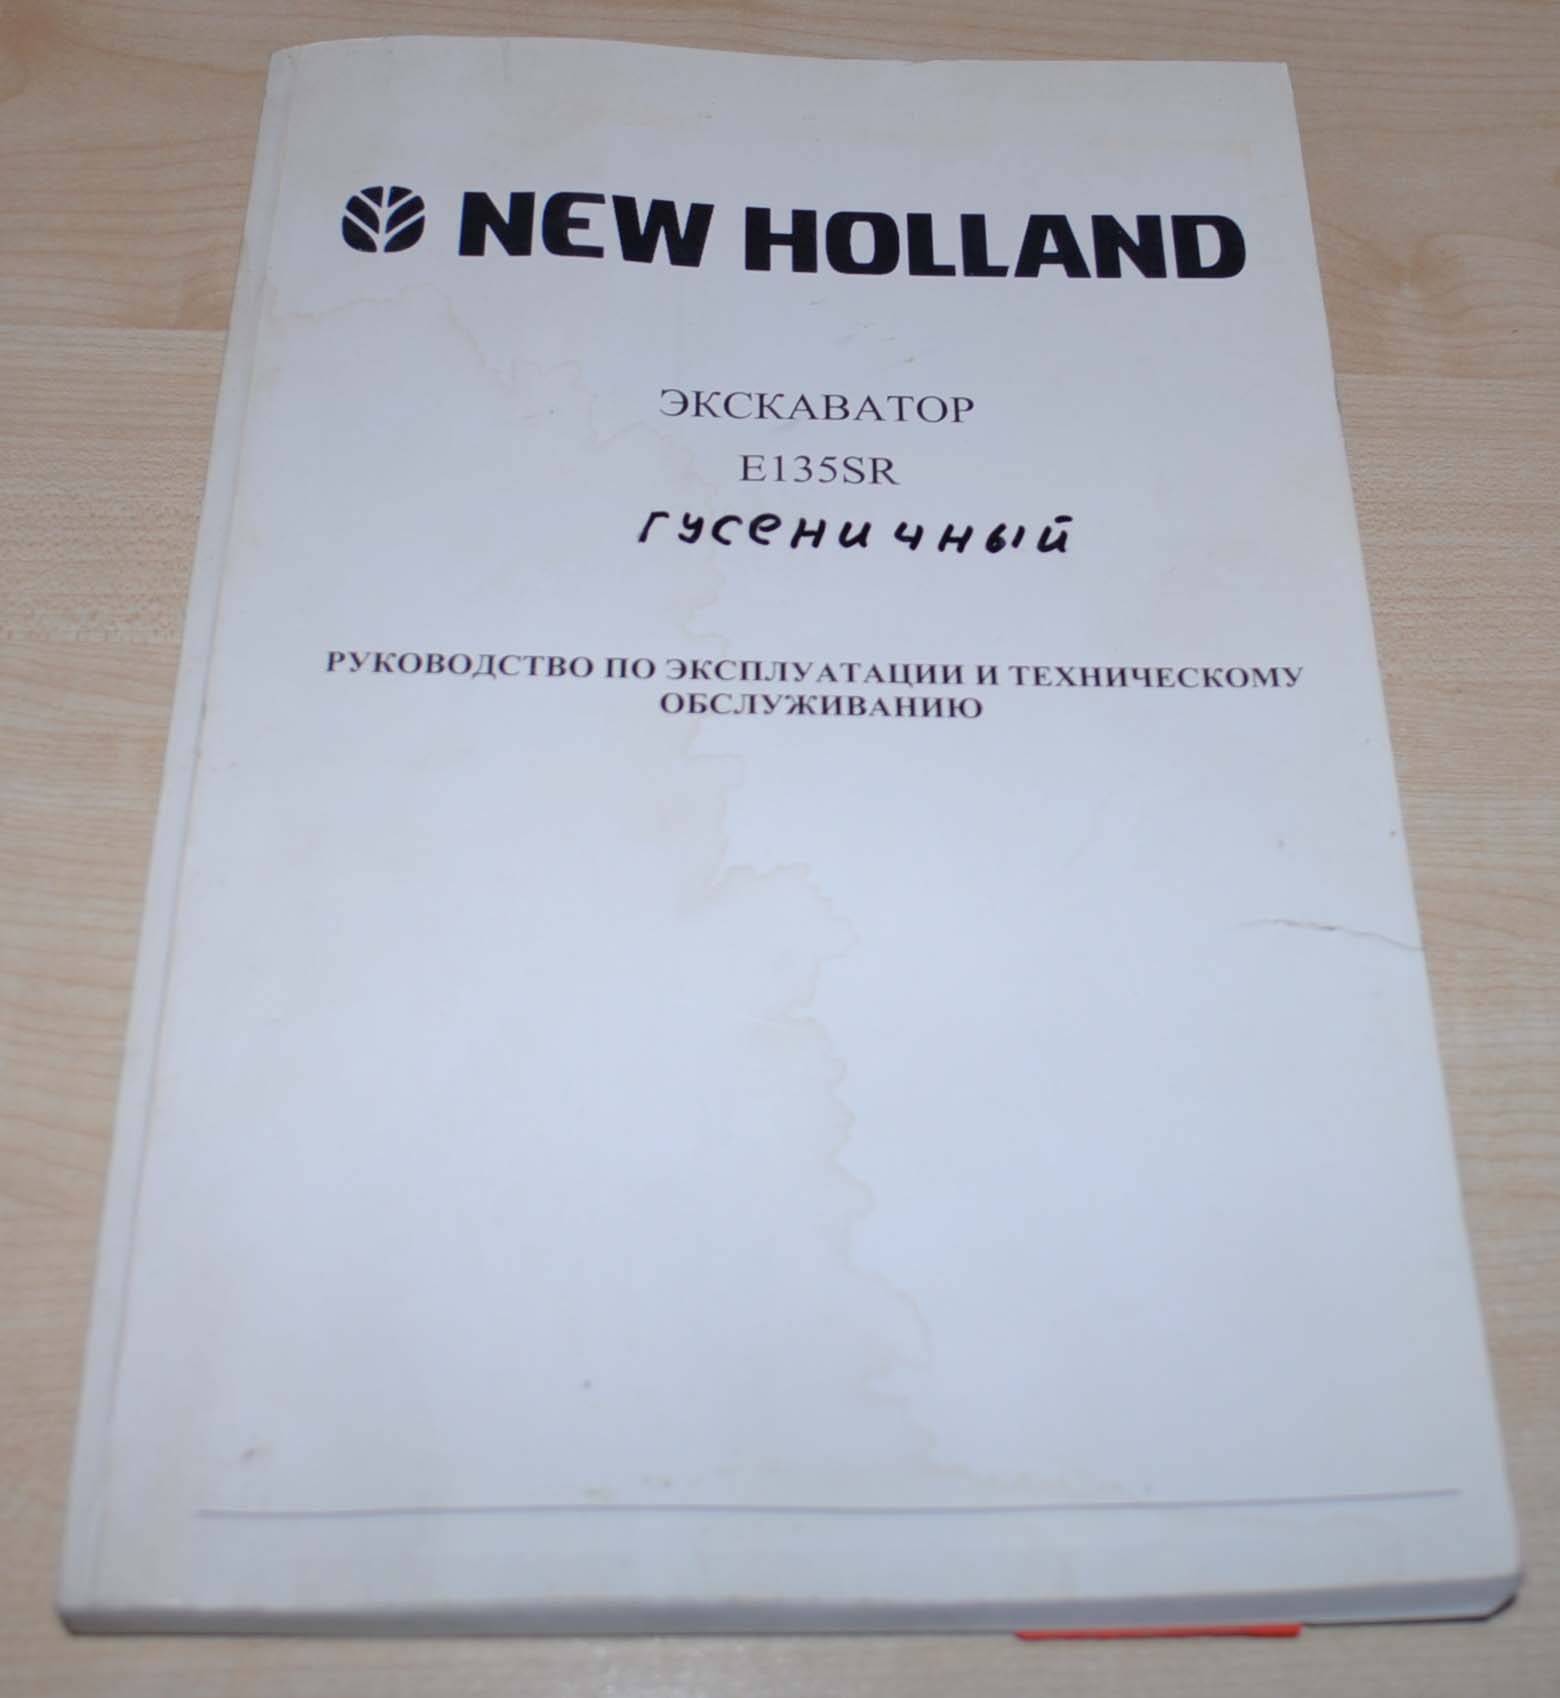 NEW HOLLAND
ЭКСКАВАТОР
E135SR
гусеничный
РУКОВОДСТВО ПО ЭКСПЛУАТАЦИИ И ТЕХНИЧЕСКОМУ
ОБСЛУЖИВАНИЮ